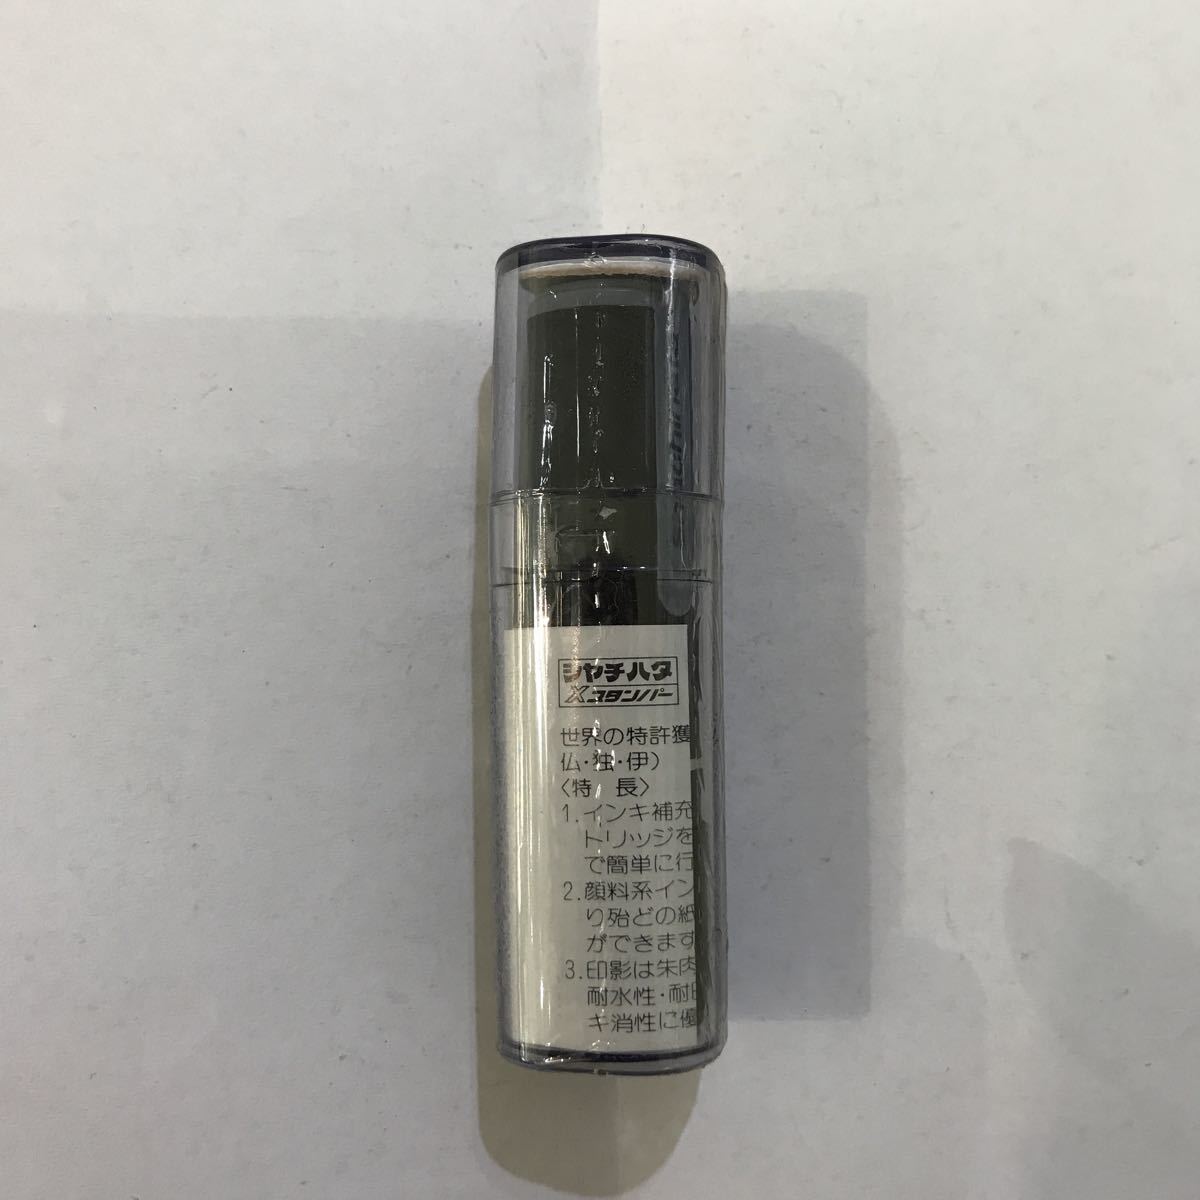 Shachihata
シヤチハタ
Xスタンパー
世界の特許獲
仏・独・伊）
〈特 長〉
1.インキ補充
トリッジを
で簡単に行
2.顔料系イン
り殆どの紙
ができます
3.印影は朱肉
耐水性・耐
キ消性に優